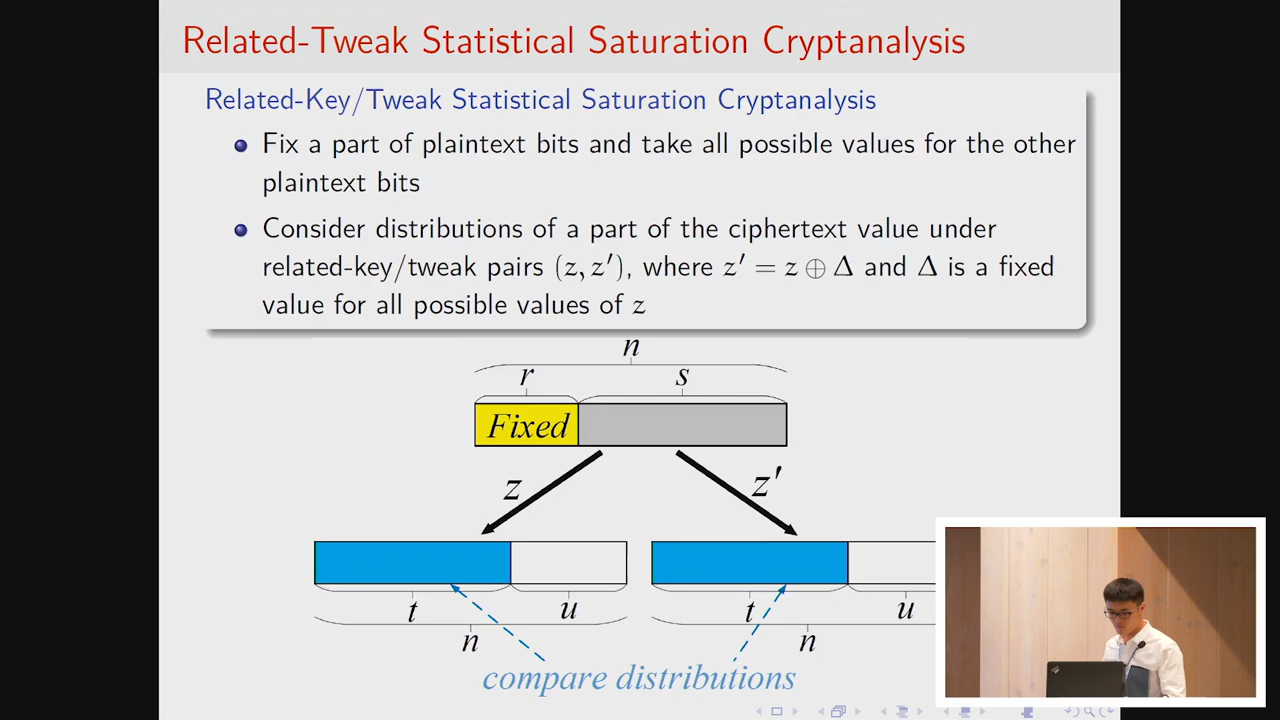 Related-Tweak Statistical Saturation Cryptanalysis
Related-Key/Tweak Statistical Saturation Cryptanalysis
Fix a part of plaintext bits and take all possible values for the other
plaintext bits
Consider distributions of a part of the ciphertext value under
related-key/tweak pairs (z, z′), where z′ = z ⊕ Δ and Δ is a fixed
value for all possible values of z
n
r s
Fixed
z z′
t u t u
n n
compare distributions